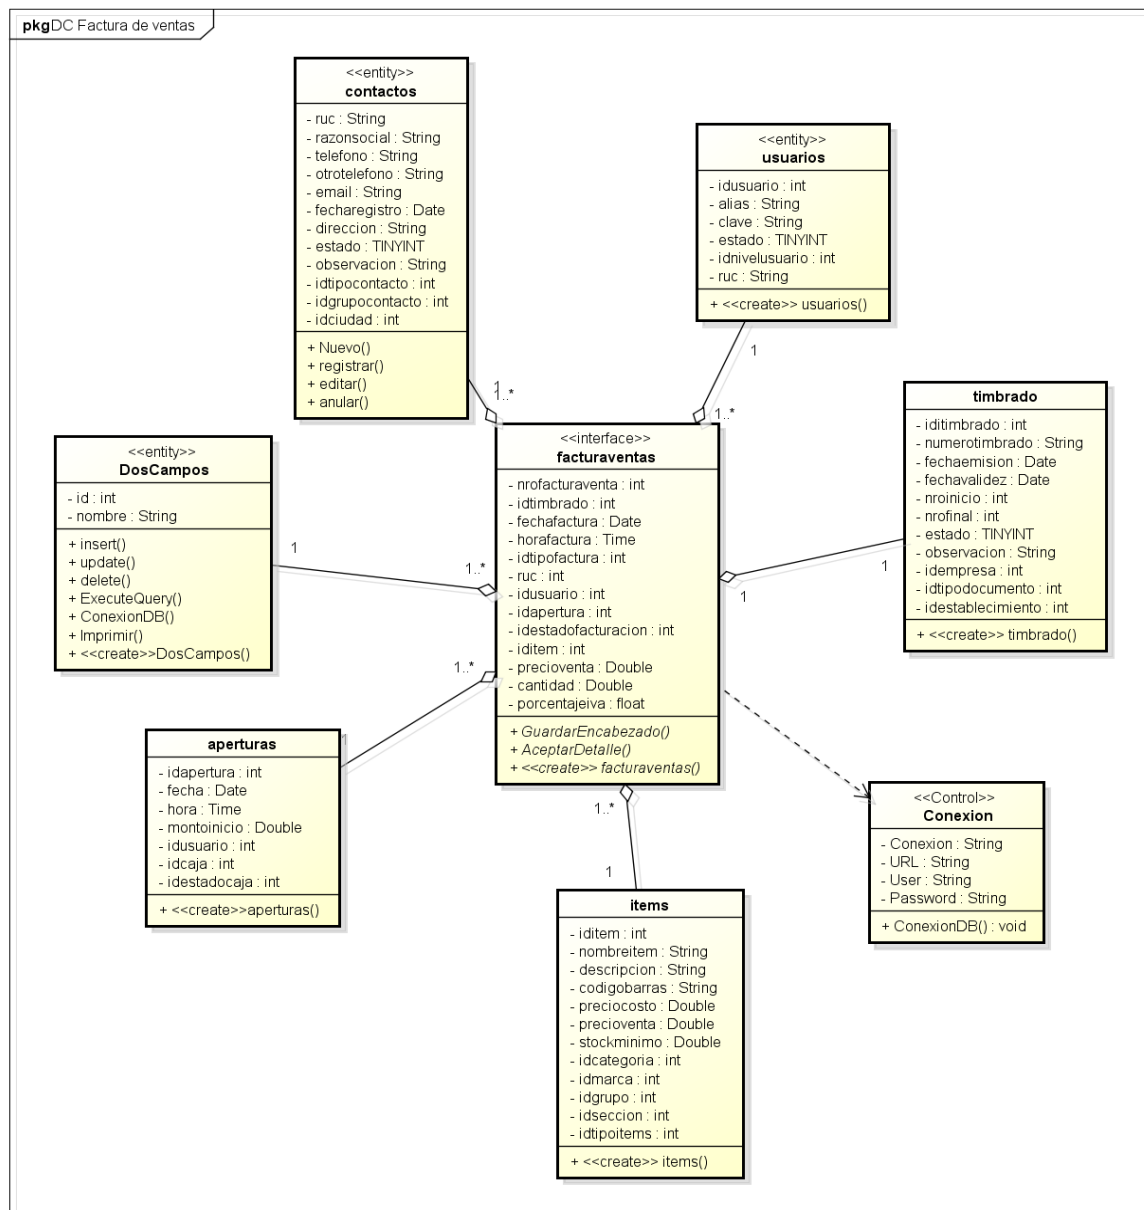 pkg DC Factura de ventas
<<entity>>
contactos
- ruc : String
- razonsocial : String
- telefono : String
- otrotelefono : String
- email : String
- fecharegistro : Date
- direccion : String
- estado : TINYINT
- observacion : String
- idtipocontacto : int
- idgrupocontacto : int
- idciudad : int
+ Nuevo()
+ registrar()
+ editar()
+ anular()
<<entity>>
usuarios
- idusuario : int
- alias : String
- clave : String
- estado : TINYINT
- idnivelusuario : int
- ruc : String
+ <<create>> usuarios()
1
1..*
1
1..*
timbrado
- iditimbrado : int
- numerotimbrado : String
- fechaemision : Date
- fechavalidez : Date
- nroinicio : int
- nrofinal : int
- estado : TINYINT
- observacion : String
- idempresa : int
- idtipodocumento : int
- idestablecimiento : int
+ <<create>> timbrado()
1
1
<<entity>>
DosCampos
- id : int
- nombre : String
+ insert()
+ update()
+ delete()
+ ExecuteQuery()
+ ConexionDB()
+ Imprimir()
+ <<create>>DosCampos()
1
1..*
<<interface>>
facturaventas
- nrofacturaventa : int
- idtimbrado : int
- fechafactura : Date
- horafactura : Time
- idtipofactura : int
- ruc : int
- idusuario : int
- idapertura : int
- idestadofacturacion : int
- iditem : int
- precioventa : Double
- cantidad : Double
- porcentajeiva : float
+ GuardarEncabezado()
+ AceptarDetalle()
+ <<create>> facturaventas()
1..*
1
aperturas
- idapertura : int
- fecha : Date
- hora : Time
- montoinicio : Double
- idusuario : int
- idcaja : int
- idestadocaja : int
+ <<create>>aperturas()
<<Control>>
Conexion
- Conexion : String
- URL : String
- User : String
- Password : String
+ ConexionDB() : void
1..*
1
items
- iditem : int
- nombreitem : String
- descripcion : String
- codigobarras : String
- preciocosto : Double
- precioventa : Double
- stockminimo : Double
- idcategoria : int
- idmarca : int
- idgrupo : int
- idseccion : int
- idtipoitems : int
+ <<create>> items()